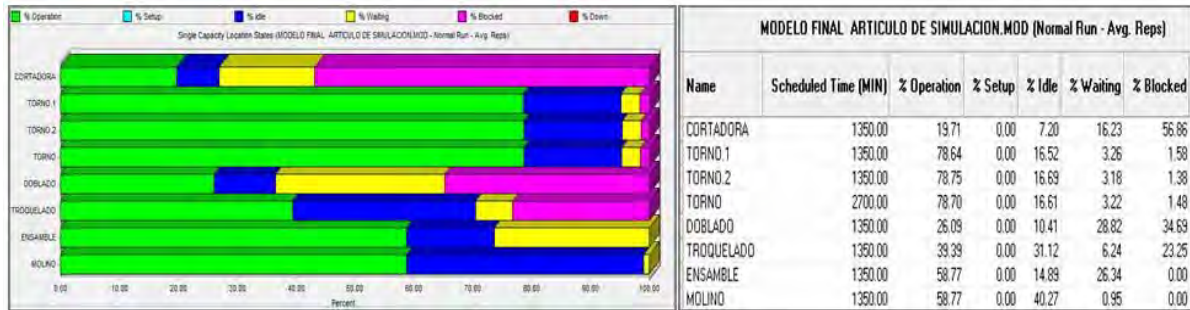 % Operation % Setup % Idle % Waiting % Blocked % Down
Single Capacity Location States (MODELO FINAL ARTICULO DE SIMULACION.MOD - Normal Run - Avg. Reps)
CORTADORA
TORNO.1
TORNO.2
TORNO
DOBLADO
TROQUELADO
ENSAMBLE
MOLINO
0.00 10.00 20.00 30.00 40.00 50.00 60.00 70.00 80.00 90.00 100.00
Percent
MODELO FINAL ARTICULO DE SIMULACION.MOD (Normal Run - Avg. Reps)
Name Scheduled Time (MIN) % Operation % Setup % Idle % Waiting % Blocked
CORTADORA 1350.00 19.71 0.00 7.20 16.23 56.86
TORNO.1 1350.00 78.64 0.00 16.52 3.26 1.58
TORNO.2 1350.00 78.75 0.00 16.69 3.18 1.38
TORNO 2700.00 78.70 0.00 16.61 3.22 1.48
DOBLADO 1350.00 26.09 0.00 10.41 28.82 34.69
TROQUELADO 1350.00 39.39 0.00 31.12 6.24 23.25
ENSAMBLE 1350.00 58.77 0.00 14.89 26.34 0.00
MOLINO 1350.00 58.77 0.00 40.27 0.95 0.00